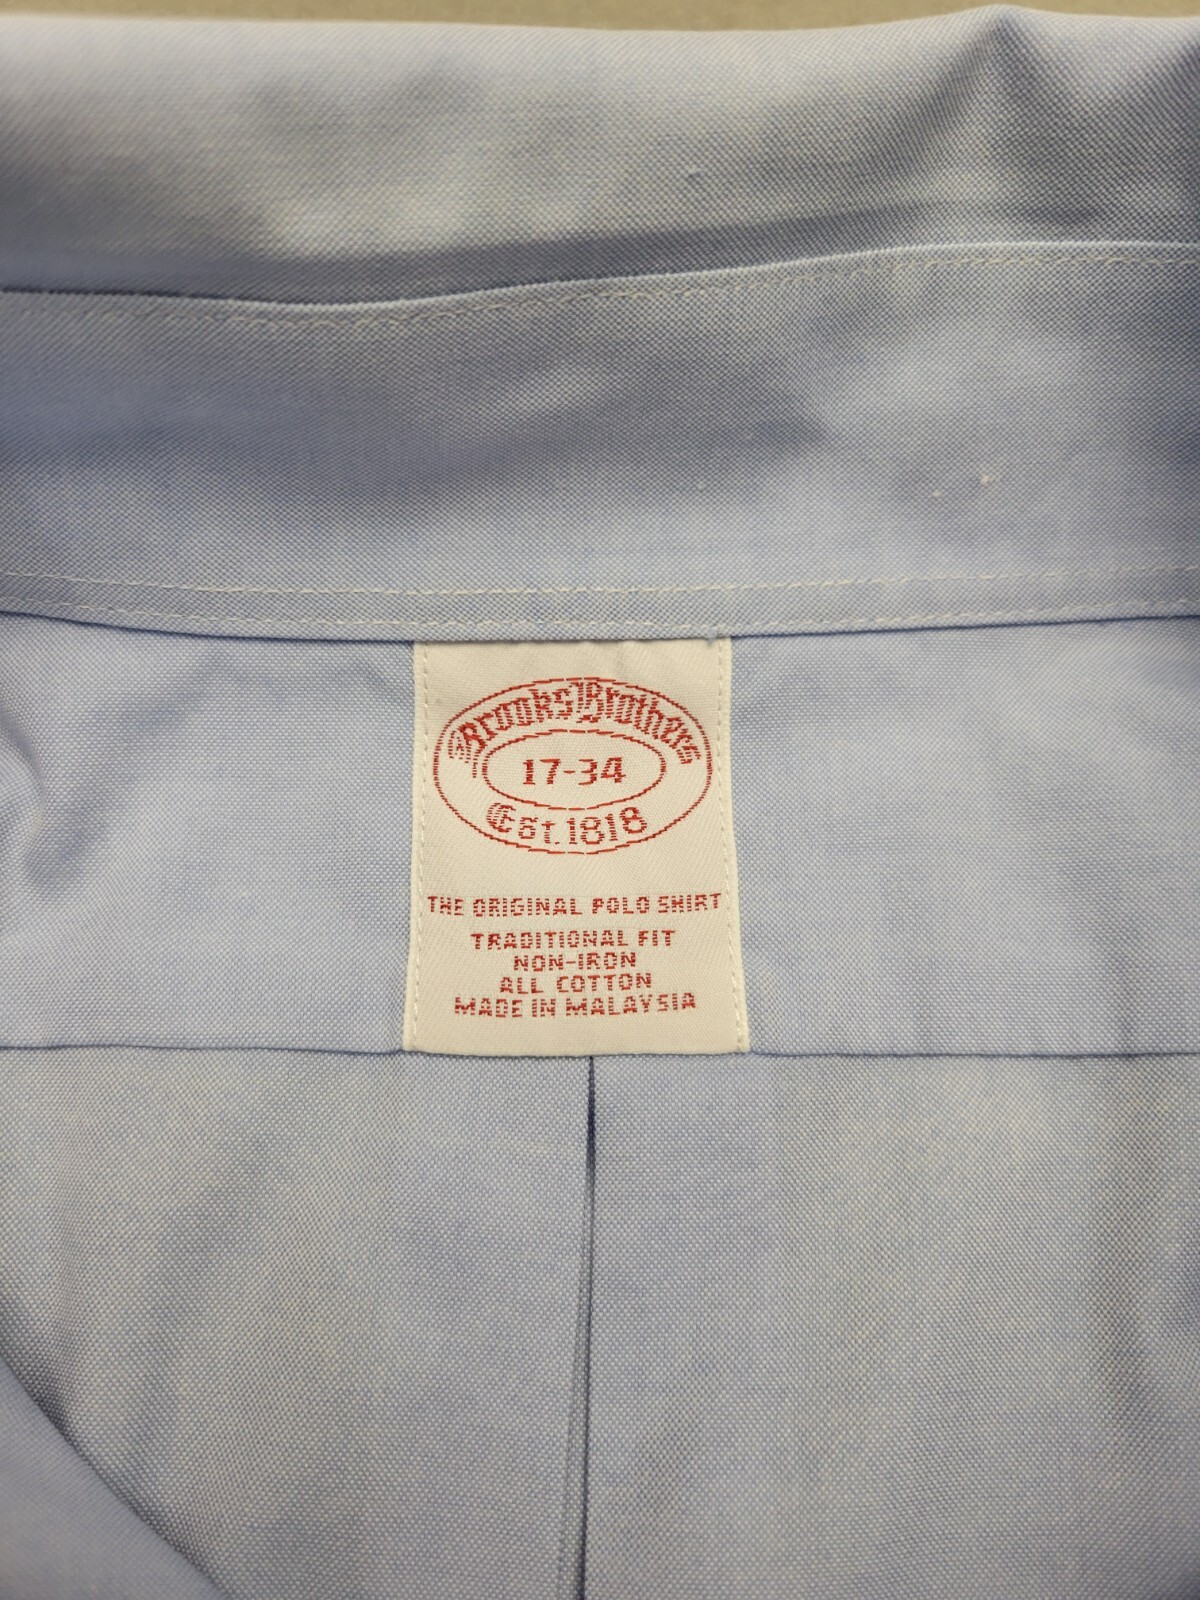 Brooks Brothers
17-34
Est. 1818
THE ORIGINAL POLO SHIRT
TRADITIONAL FIT
NON-IRON
ALL COTTON
MADE IN MALAYSIA